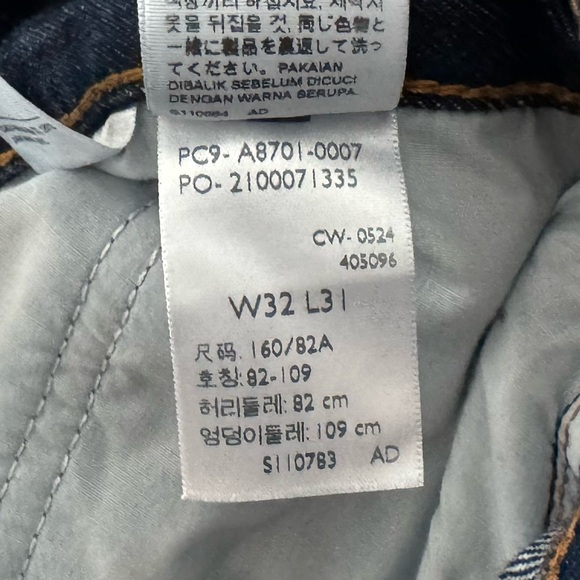 옷을 뒤집을 것. 同じ色物と
一緒に製品を裏返して洗っ
てください。 PAKAIAN
DIBALIK SEBELUM DICUCI
DENGAN WARNA SERUPA.
S110684 AD
PC9- A8701-0007
PO- 2100071335
CW- 0524
405096
W32 L31
尺码: 160/82A
호칭: 82-109
허리둘레: 82 cm
엉덩이둘레: 109 cm
S110783 AD